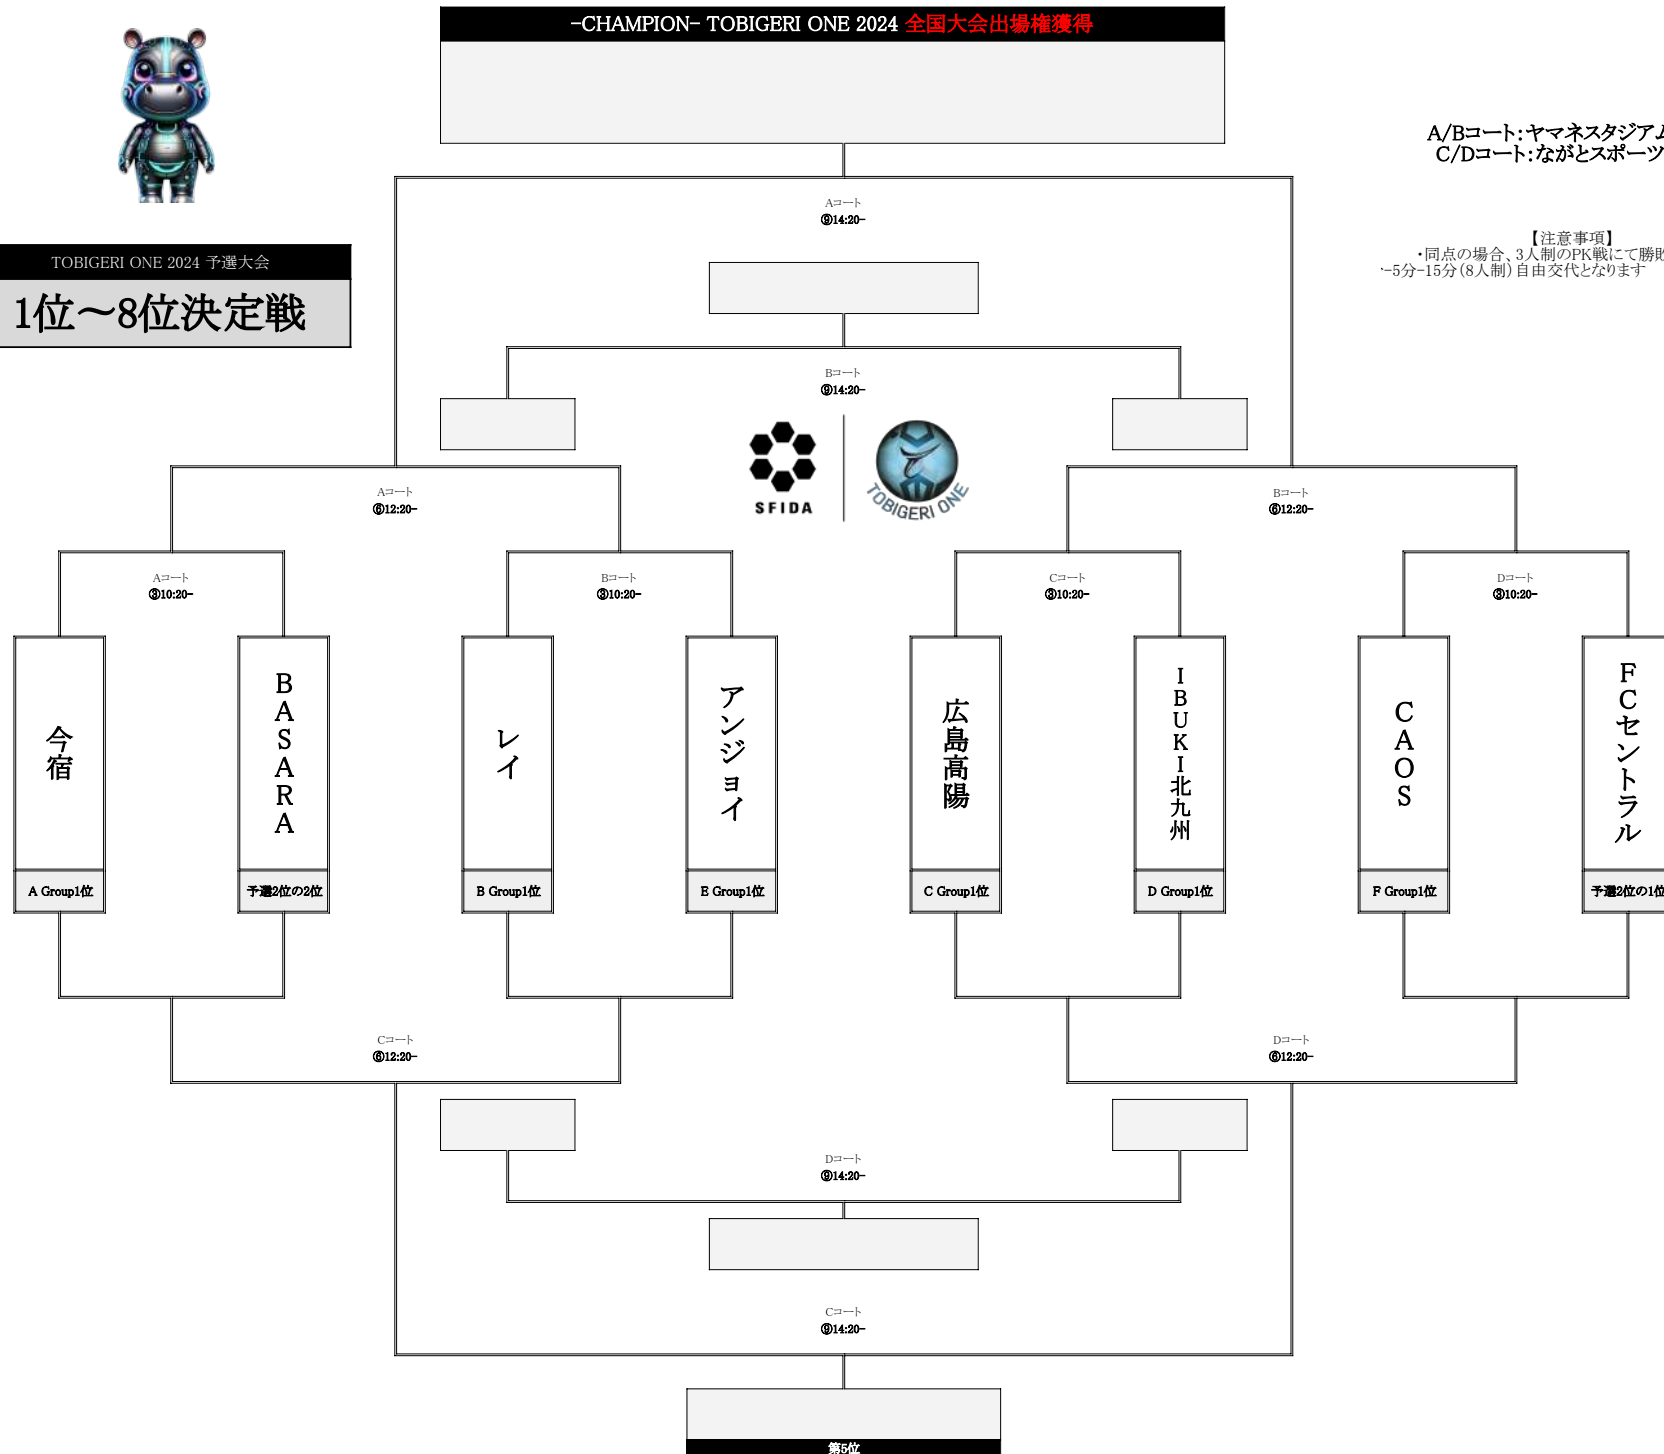 -CHAMPION- TOBIGERI ONE 2024 全国大会出場権獲得
A/Bコート:ヤマネスタジアム
C/Dコート:ながとスポーツ
Aコート
⑨14:20-
【注意事項】
・同点の場合、3人制のPK戦にて勝敗
-5分-15分(8人制)自由交代となります
TOBIGERI ONE 2024 予選大会
1位～8位決定戦
Bコート
⑨14:20-
SFIDA
TOBIGERI ONE
Aコート
⑥12:20-
Bコート
⑥12:20-
Aコート
③10:20-
Bコート
③10:20-
Cコート
③10:20-
Dコート
③10:20-
今宿
BASARA
レイ
アンジョイ
広島高陽
IBUKI北九州
CAOS
FCセントラル
A Group1位
予選2位の2位
B Group1位
E Group1位
C Group1位
D Group1位
F Group1位
予選2位の1位
Cコート
⑥12:20-
Dコート
⑥12:20-
Dコート
⑨14:20-
Cコート
⑨14:20-
第5位